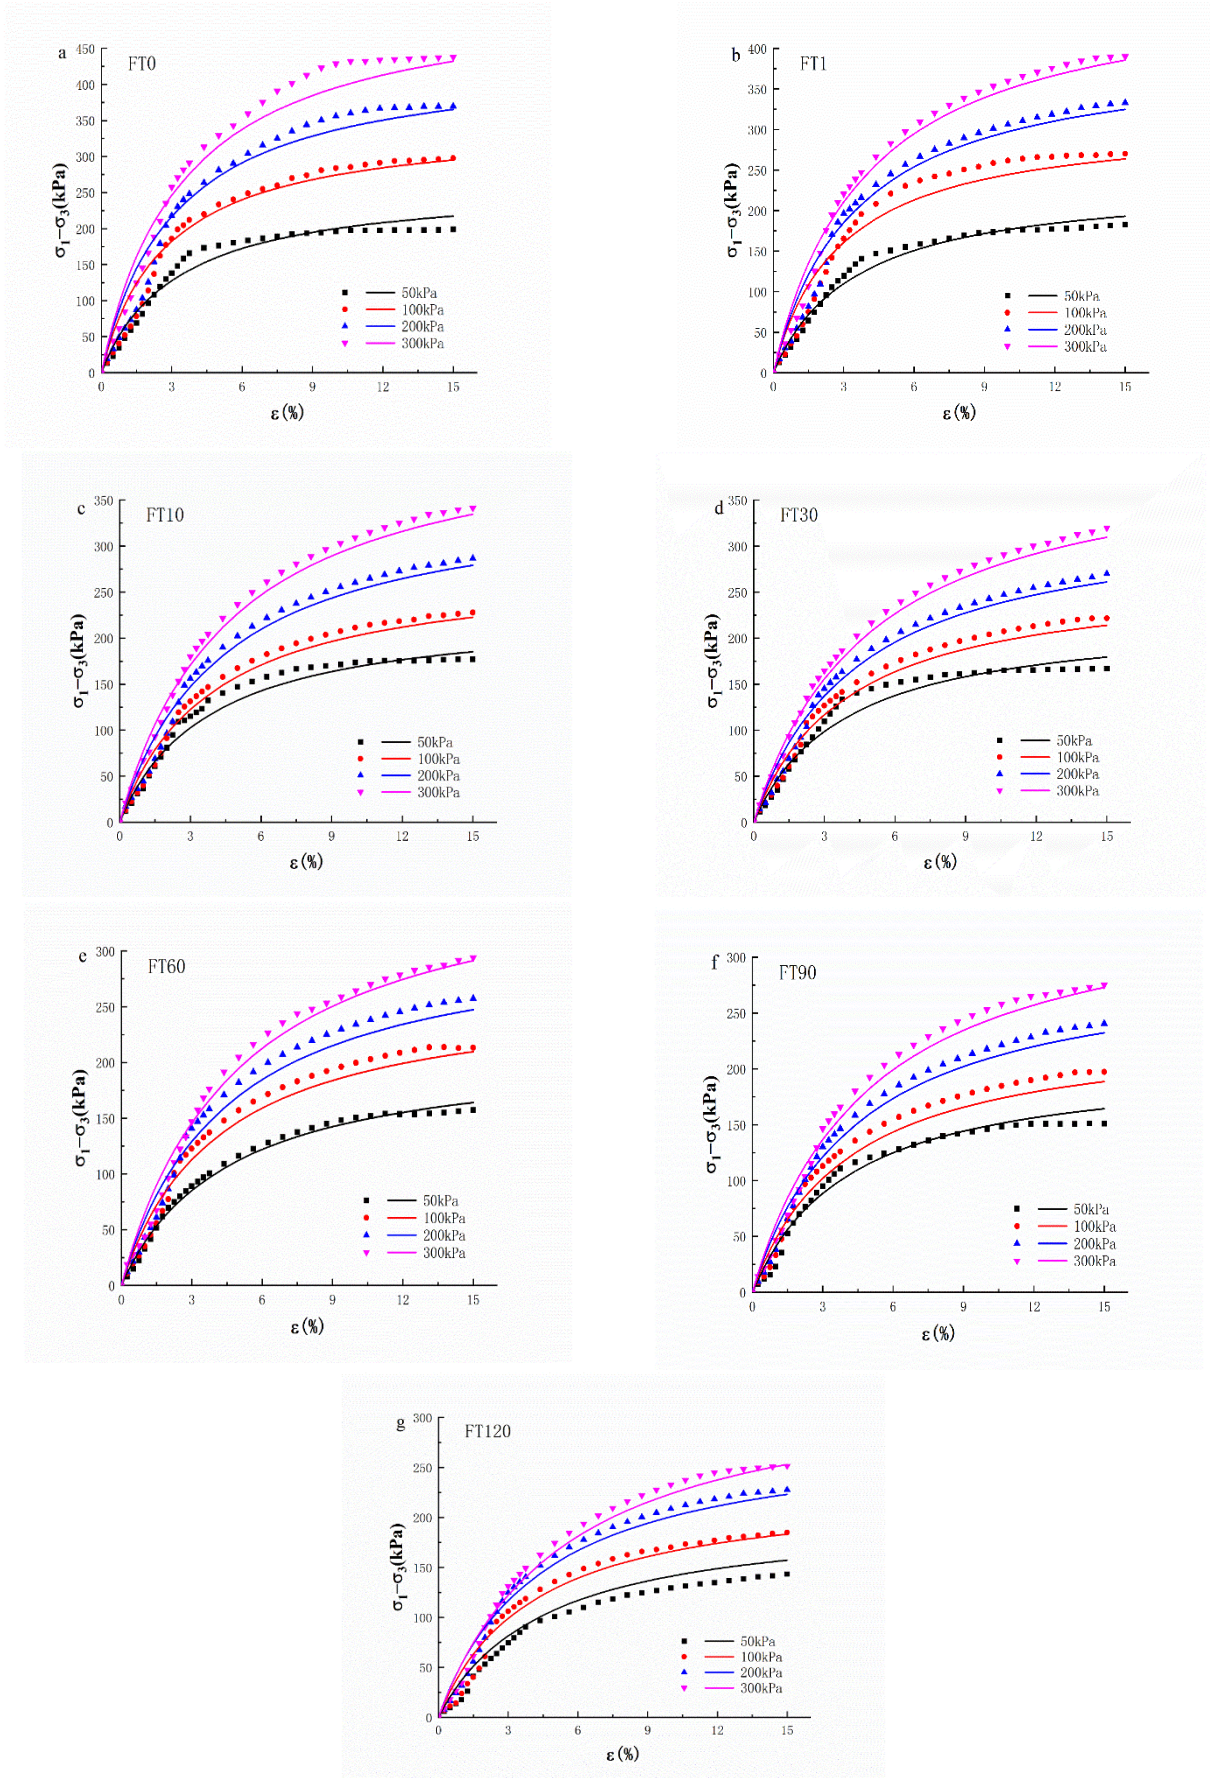 a
FT0
σ1−σ3(kPa)
450
400
350
300
250
200
150
100
50
0
50kPa
100kPa
200kPa
300kPa
0 3 6 9 12 15
ε(%)
b
FT1
σ1−σ3(kPa)
400
350
300
250
200
150
100
50
0
50kPa
100kPa
200kPa
300kPa
0 3 6 9 12 15
ε(%)
c
FT10
σ1−σ3(kPa)
350
300
250
200
150
100
50
0
50kPa
100kPa
200kPa
300kPa
0 3 6 9 12 15
ε(%)
d
FT30
σ1−σ3(kPa)
350
300
250
200
150
100
50
0
50kPa
100kPa
200kPa
300kPa
0 3 6 9 12 15
ε(%)
e
FT60
σ1−σ3(kPa)
300
250
200
150
100
50
0
50kPa
100kPa
200kPa
300kPa
0 3 6 9 12 15
ε(%)
f
FT90
σ1−σ3(kPa)
300
250
200
150
100
50
0
50kPa
100kPa
200kPa
300kPa
0 3 6 9 12 15
ε(%)
g
FT120
σ1−σ3(kPa)
300
250
200
150
100
50
0
50kPa
100kPa
200kPa
300kPa
0 3 6 9 12 15
ε(%)